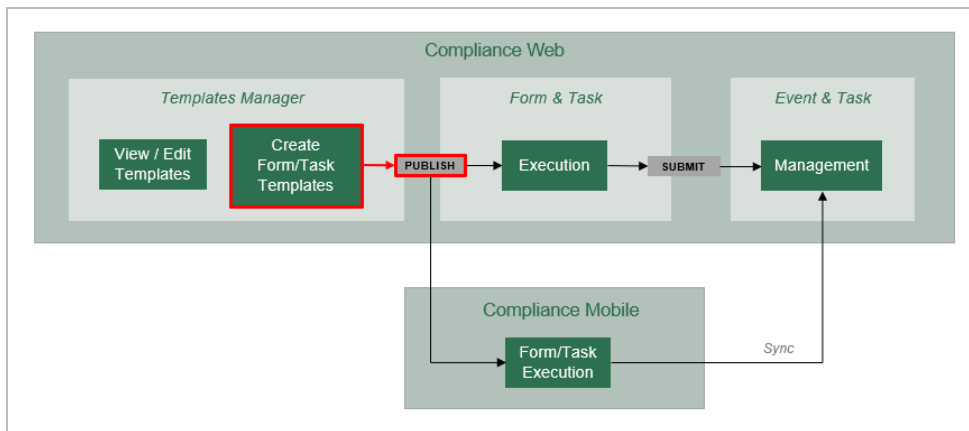 Compliance Web
Templates Manager
Form & Task
Event & Task
View / Edit
Templates
Create
Form/Task
Templates
PUBLISH
Execution
SUBMIT
Management
Compliance Mobile
Form/Task
Execution
Sync